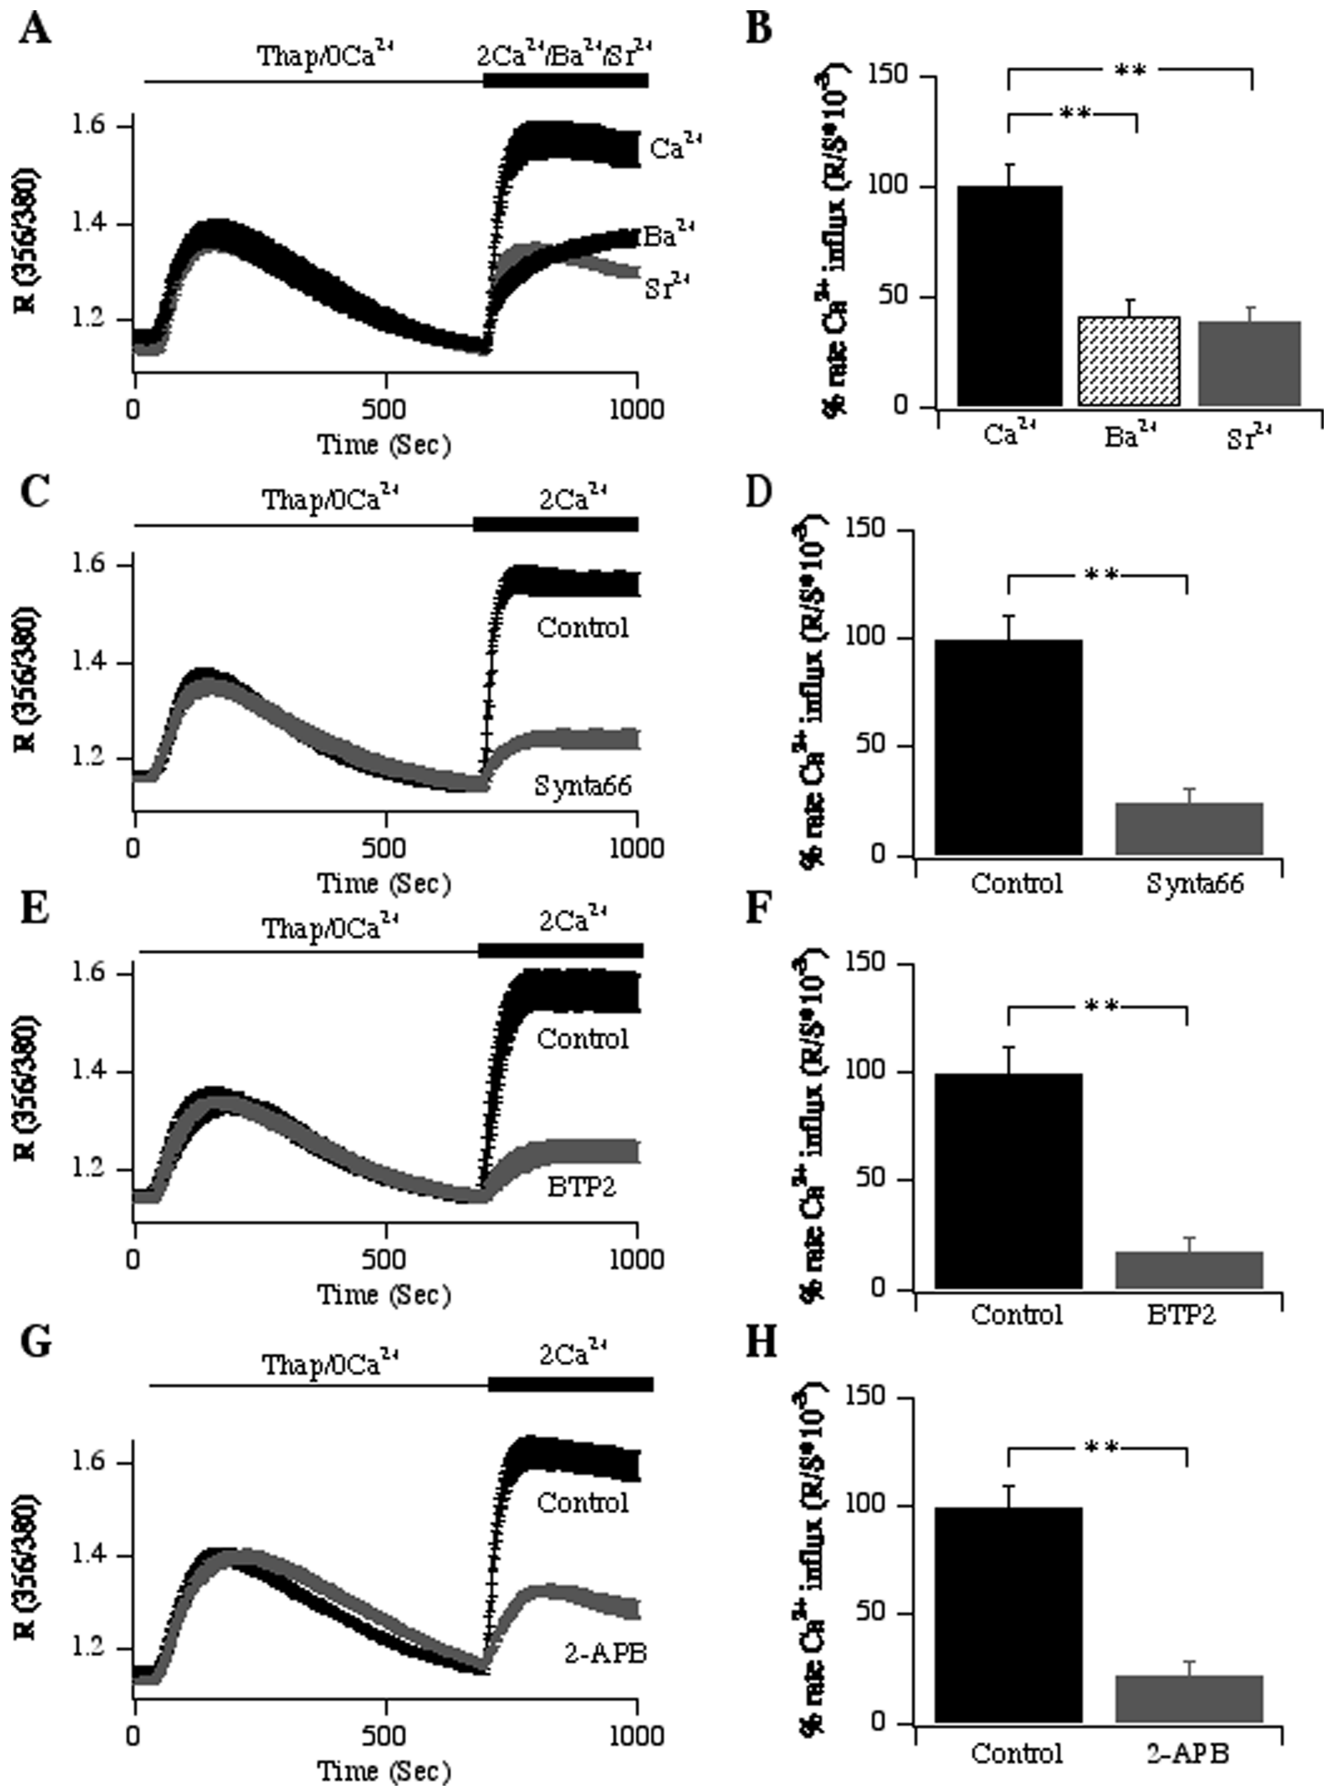 A
Thap/0Ca²⁺
2Ca²⁺/Ba²⁺/Sr²⁺
R (356/380)
1.6
1.4
1.2
Ca²⁺
Ba²⁺
Sr²⁺
0
500
1000
Time (Sec)
B
% rate Ca²⁺ influx (R/S*10⁻³)
150
100
50
0
**
**
Ca²⁺
Ba²⁺
Sr²⁺
C
Thap/0Ca²⁺
2Ca²⁺
R (356/380)
1.6
1.4
1.2
Control
Synta66
0
500
1000
Time (Sec)
D
% rate Ca²⁺ influx (R/S*10⁻³)
150
100
50
0
**
Control
Synta66
E
Thap/0Ca²⁺
2Ca²⁺
R (356/380)
1.6
1.4
1.2
Control
BTP2
0
500
1000
Time (Sec)
F
% rate Ca²⁺ influx (R/S*10⁻³)
150
100
50
0
**
Control
BTP2
G
Thap/0Ca²⁺
2Ca²⁺
R (356/380)
1.6
1.4
1.2
Control
2-APB
0
500
1000
Time (Sec)
H
% rate Ca²⁺ influx (R/S*10⁻³)
150
100
50
0
**
Control
2-APB